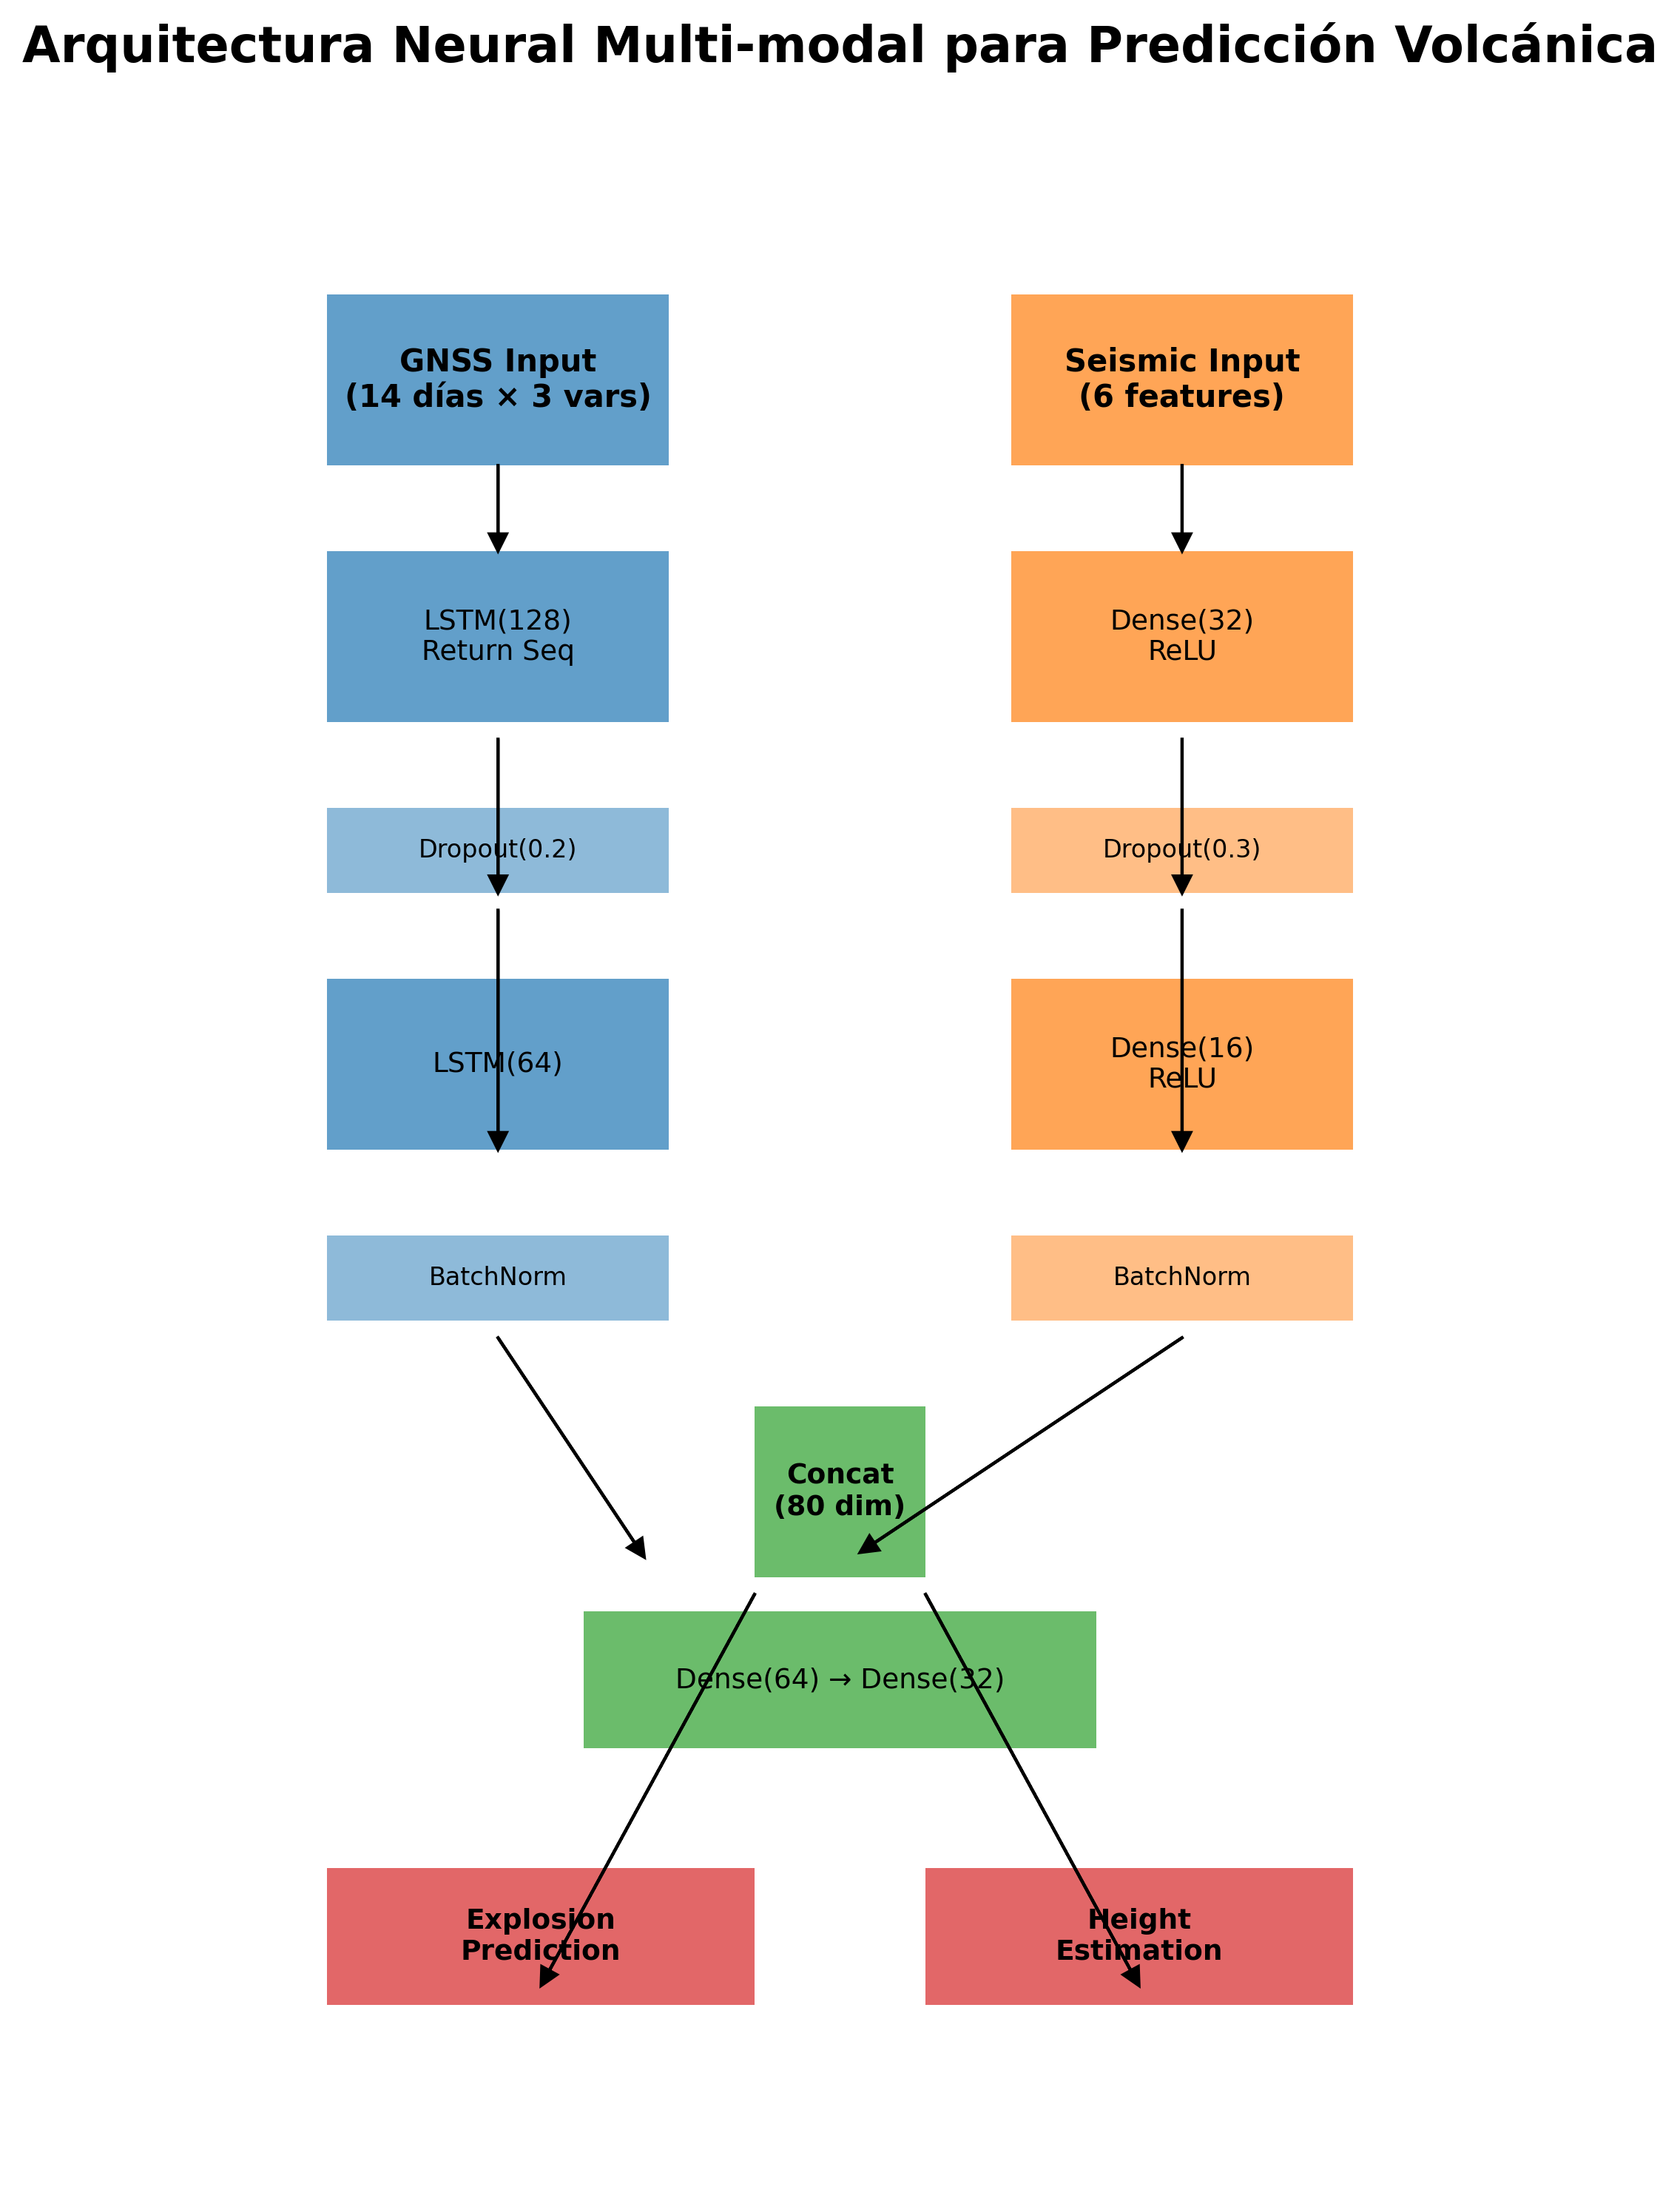 Arquitectura Neural Multi-modal para Predicción Volcánica
GNSS Input
(14 días × 3 vars)
Seismic Input
(6 features)
LSTM(128)
Return Seq
Dense(32)
ReLU
Dropout(0.2)
Dropout(0.3)
LSTM(64)
Dense(16)
ReLU
BatchNorm
BatchNorm
Concat
(80 dim)
Dense(64) → Dense(32)
Explosion
Prediction
Height
Estimation